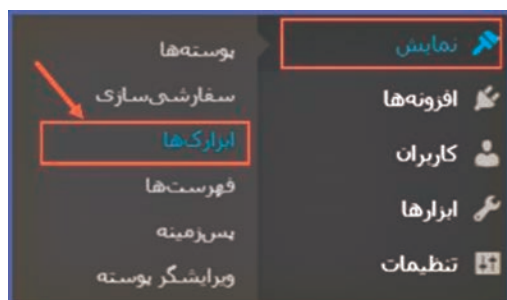 نمایش
افزونه‌ها
کاربران
ابزارها
تنظیمات
پوسته‌ها
سفارشی‌سازی
ابزارک‌ها
فهرست‌ها
پس‌زمینه
ویرایشگر پوسته